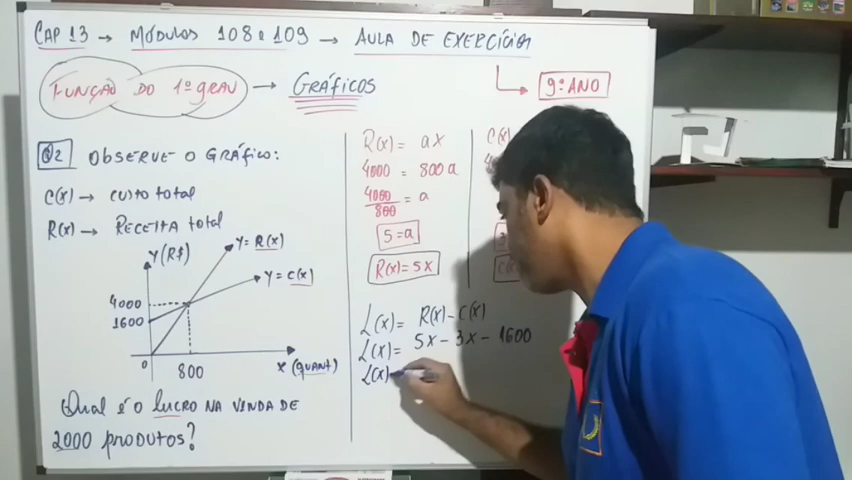 CAP 13 → MÓDULOS 108 e 109 → AULA DE EXERCÍCIOS
FUNÇÃO DO 1º GRAU → GRÁFICOS
9º ANO
Q2 OBSERVE O GRÁFICO:
C(x) → CUSTO TOTAL
R(x) → RECEITA TOTAL
Y(R$)
Y = R(x)
Y = C(x)
4000
1600
0
800
X (QUANT)
QUAL É O LUCRO NA VENDA DE
2000 PRODUTOS?
R(x) = ax
4000 = 800a
4000/800 = a
5 = a
R(x) = 5x
C(x)
L(x) = R(x) - C(x)
L(x) = 5x - 3x - 1600
L(x)